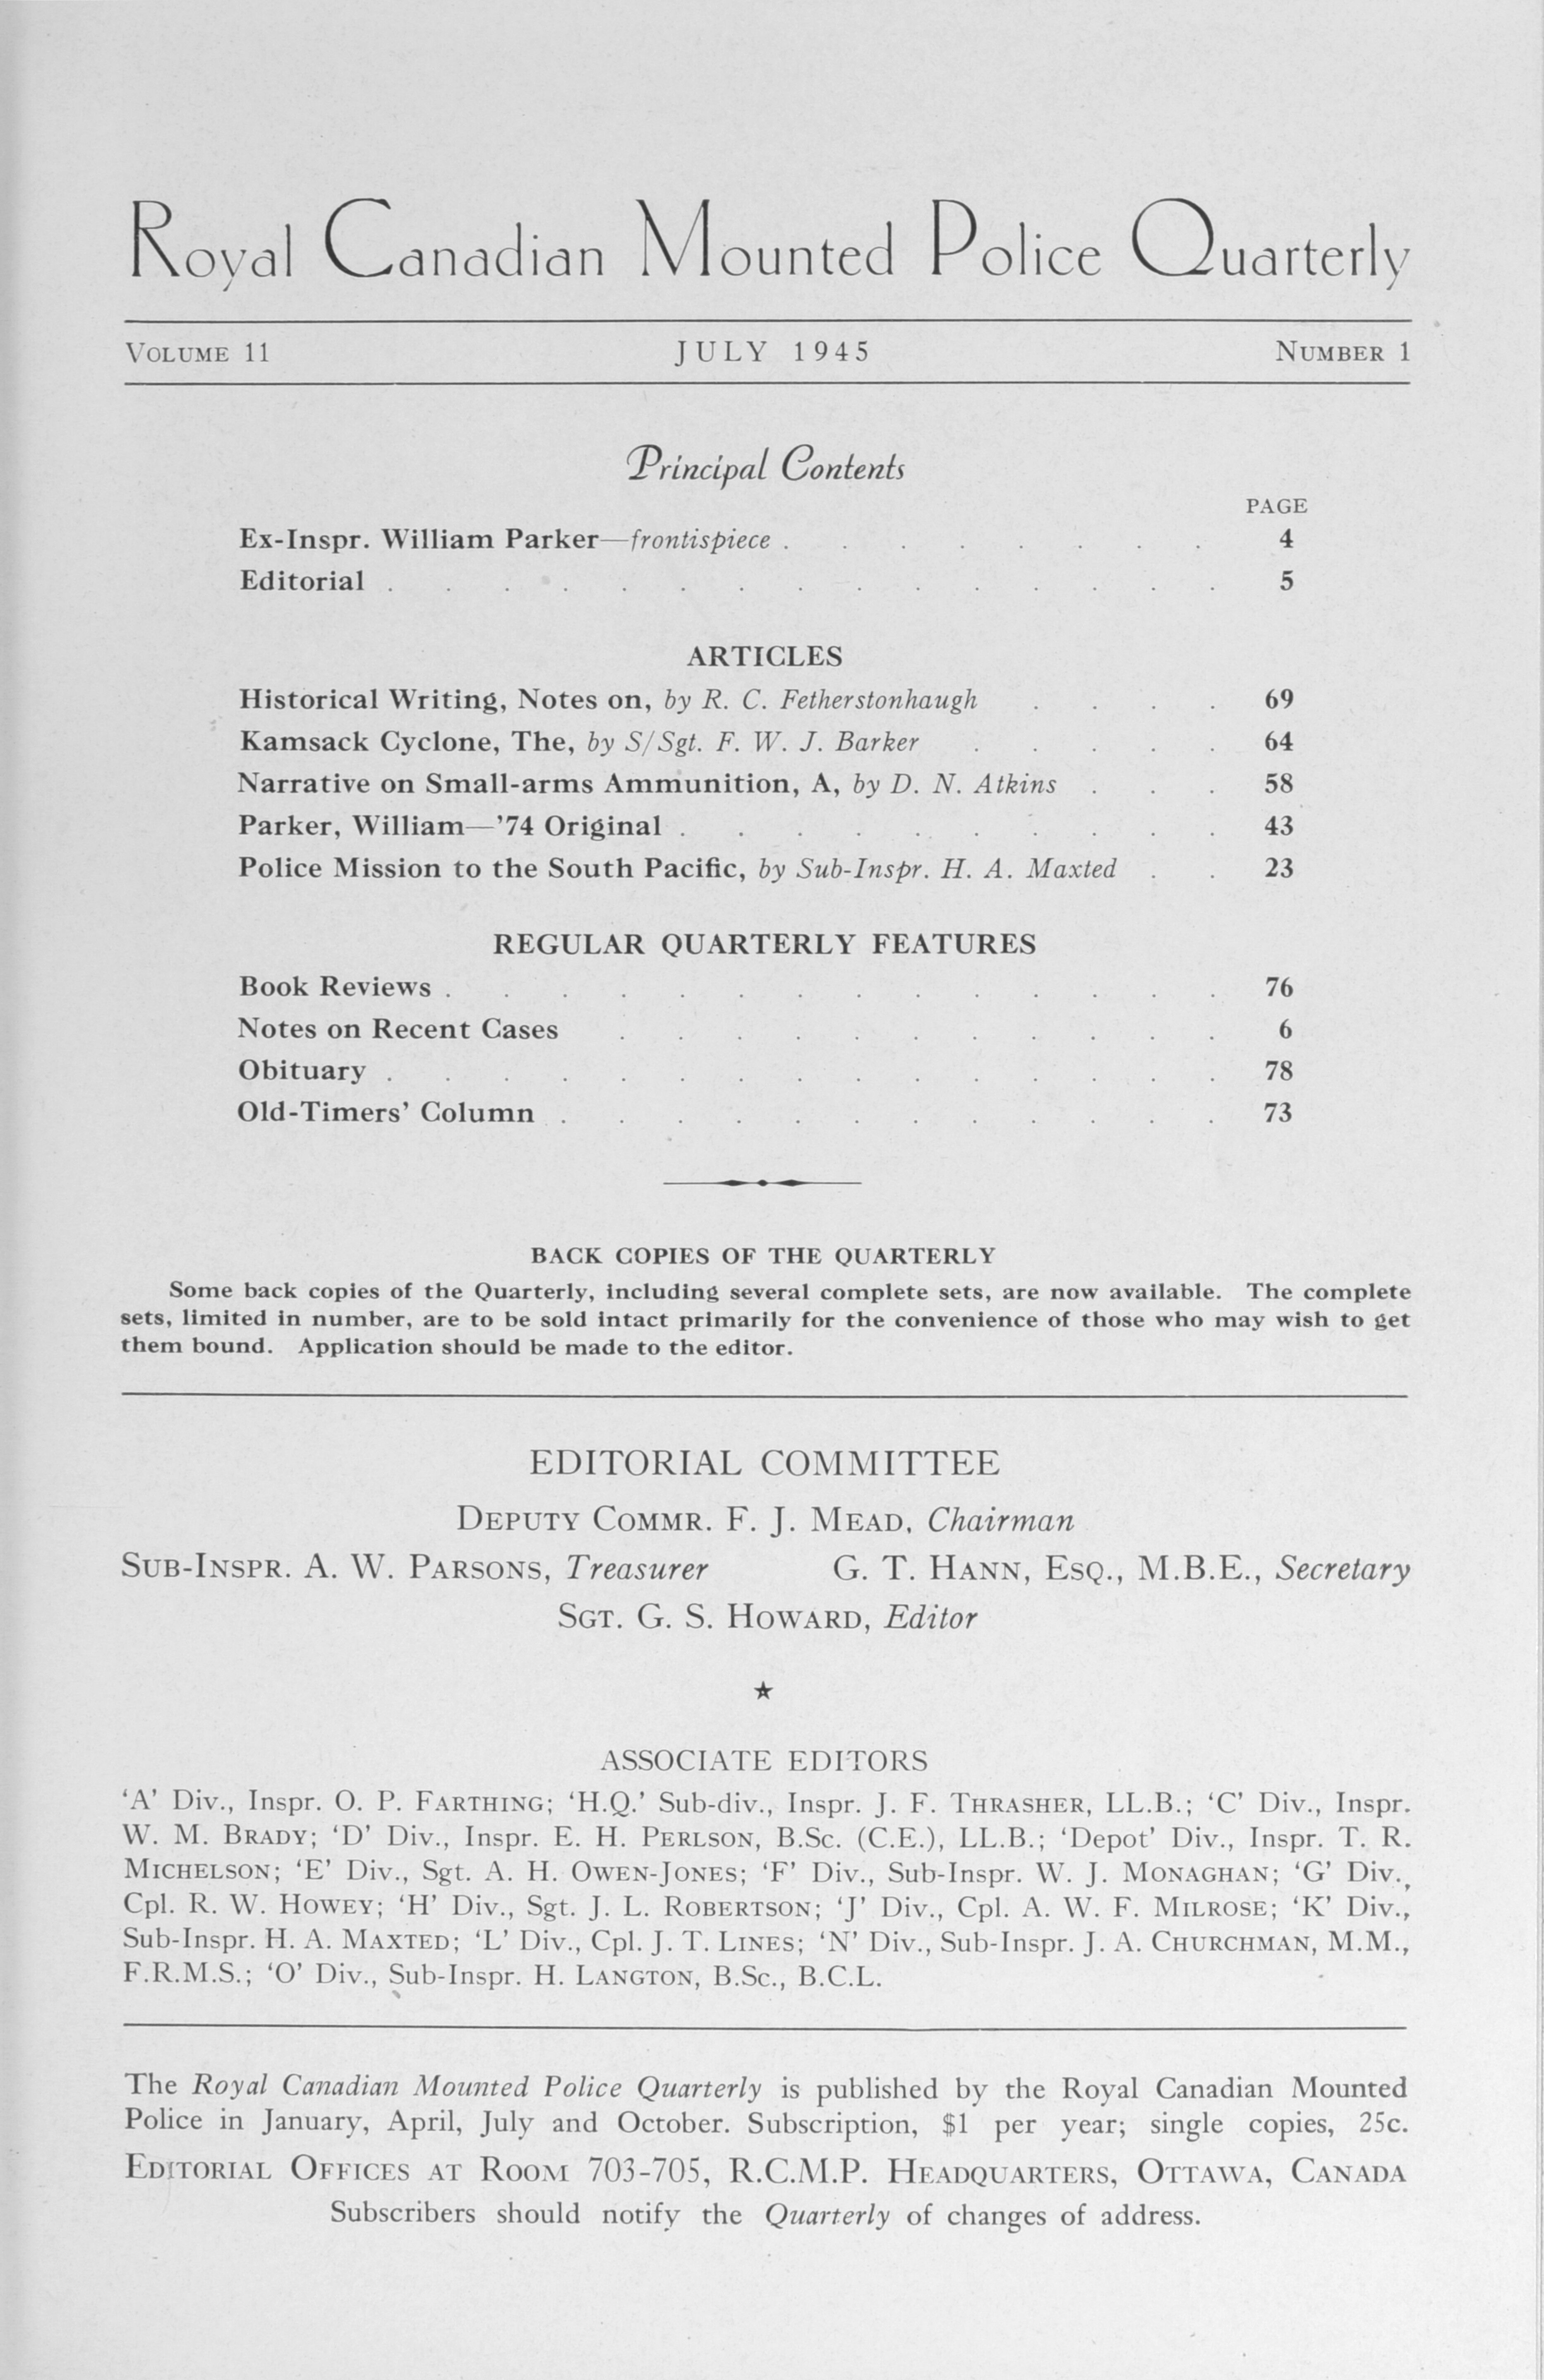 Royal Canadian Mounted Police Quarterly
VOLUME 11 JULY 1945 NUMBER 1
Principal Contents
PAGE
Ex-Inspr. William Parker—frontispiece . . . . . . . . 4
Editorial . . . . . . . . . . . . . . . 5
ARTICLES
Historical Writing, Notes on, by R. C. Fetherstonhaugh . . . . 69
Kamsack Cyclone, The, by S/Sgt. F. W. J. Barker . . . . . 64
Narrative on Small-arms Ammunition, A, by D. N. Atkins . . . 58
Parker, William—’74 Original . . . . . . . . . . 43
Police Mission to the South Pacific, by Sub-Inspr. H. A. Maxted . . 23
REGULAR QUARTERLY FEATURES
Book Reviews . . . . . . . . . . . . . . 76
Notes on Recent Cases . . . . . . . . . . . 6
Obituary . . . . . . . . . . . . . . . 78
Old-Timers’ Column . . . . . . . . . . . . 73
BACK COPIES OF THE QUARTERLY
Some back copies of the Quarterly, including several complete sets, are now available. The complete
sets, limited in number, are to be sold intact primarily for the convenience of those who may wish to get
them bound. Application should be made to the editor.
EDITORIAL COMMITTEE
DEPUTY COMMR. F. J. MEAD, Chairman
SUB-INSPR. A. W. PARSONS, Treasurer G. T. HANN, ESQ., M.B.E., Secretary
SGT. G. S. HOWARD, Editor
ASSOCIATE EDITORS
‘A’ Div., Inspr. O. P. FARTHING; ‘H.Q.’ Sub-div., Inspr. J. F. THRASHER, LL.B.; ‘C’ Div., Inspr.
W. M. BRADY; ‘D’ Div., Inspr. E. H. PERLSON, B.Sc. (C.E.), LL.B.; ‘Depot’ Div., Inspr. T. R.
MICHELSON; ‘E’ Div., Sgt. A. H. OWEN-JONES; ‘F’ Div., Sub-Inspr. W. J. MONAGHAN; ‘G’ Div.,
Cpl. R. W. HOWEY; ‘H’ Div., Sgt. J. L. ROBERTSON; ‘J’ Div., Cpl. A. W. F. MILROSE; ‘K’ Div.,
Sub-Inspr. H. A. MAXTED; ‘L’ Div., Cpl. J. T. LINES; ‘N’ Div., Sub-Inspr. J. A. CHURCHMAN, M.M.,
F.R.M.S.; ‘O’ Div., Sub-Inspr. H. LANGTON, B.Sc., B.C.L.
The Royal Canadian Mounted Police Quarterly is published by the Royal Canadian Mounted
Police in January, April, July and October. Subscription, $1 per year; single copies, 25c.
EDITORIAL OFFICES AT ROOM 703-705, R.C.M.P. HEADQUARTERS, OTTAWA, CANADA
Subscribers should notify the Quarterly of changes of address.